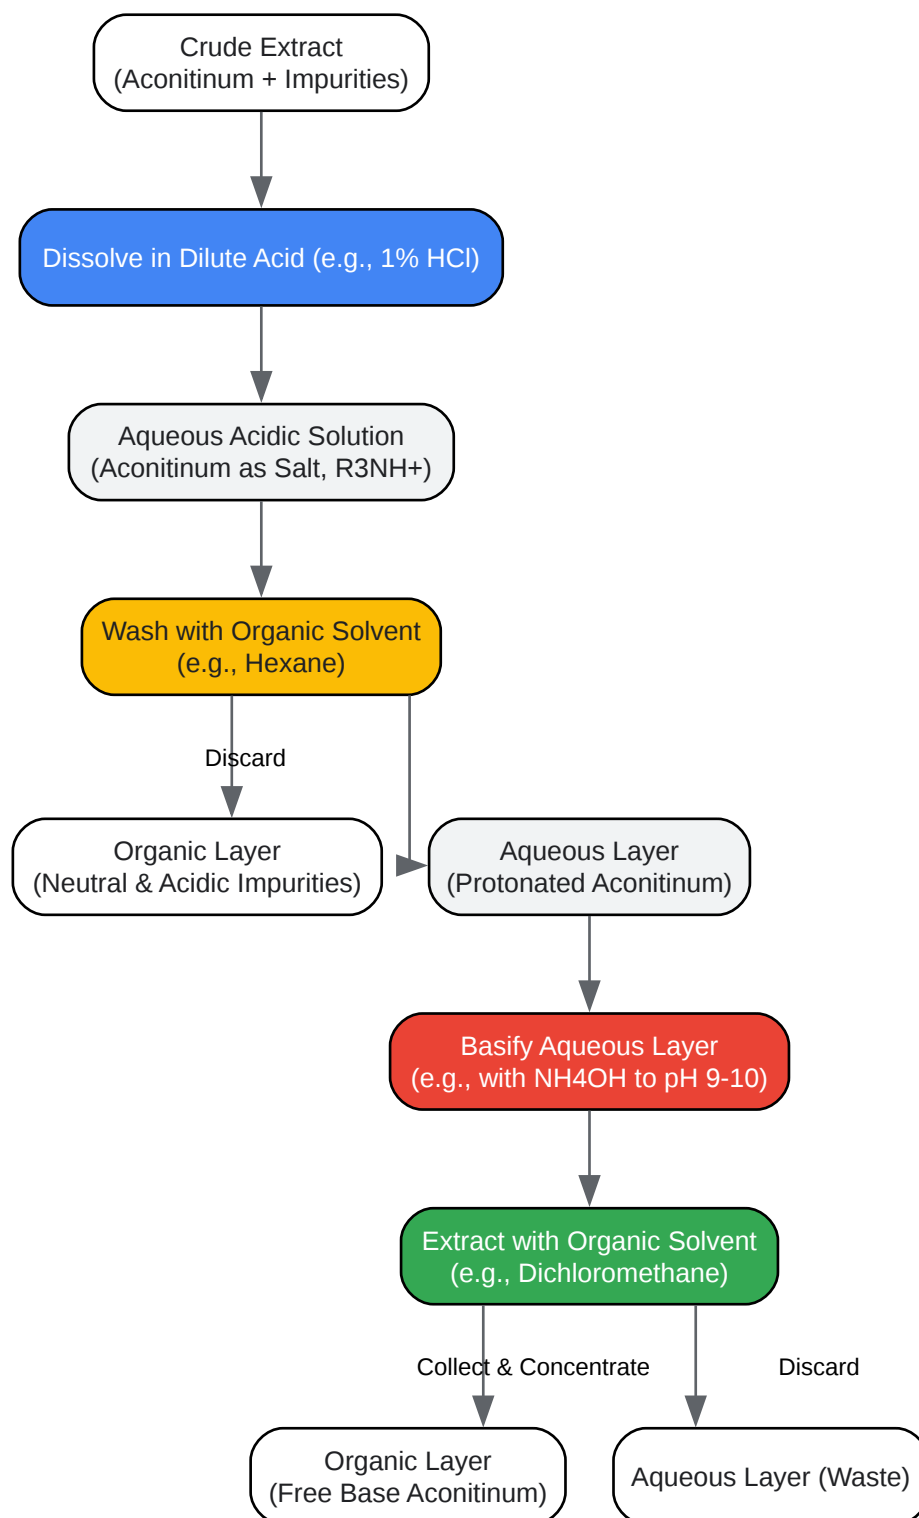 Crude Extract
(Aconitinum + Impurities)
Dissolve in Dilute Acid (e.g., 1% HCl)
Aqueous Acidic Solution
(Aconitinum as Salt, R3NH+)
Wash with Organic Solvent
(e.g., Hexane)
Discard
Organic Layer
(Neutral & Acidic Impurities)
Aqueous Layer
(Protonated Aconitinum)
Basify Aqueous Layer
(e.g., with NH4OH to pH 9-10)
Extract with Organic Solvent
(e.g., Dichloromethane)
Collect & Concentrate
Discard
Organic Layer
(Free Base Aconitinum)
Aqueous Layer (Waste)